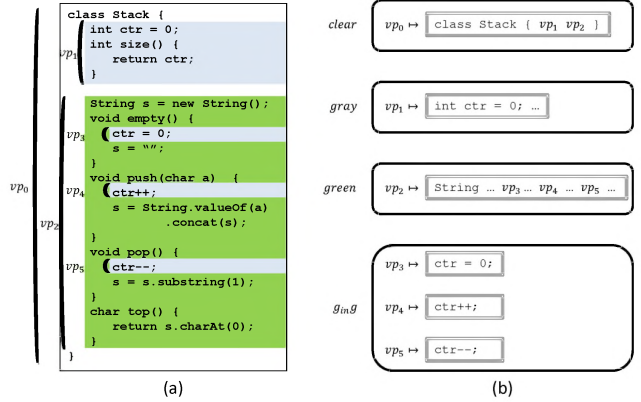 class Stack {
int ctr = 0;
int size() {
return ctr;
}
String s = new String();
void empty() {
ctr = 0;
s = “”;
}
void push(char a) {
ctr++;
s = String.valueOf(a)
.concat(s);
}
void pop() {
ctr--;
s = s.substring(1);
}
char top() {
return s.charAt(0);
}
}
vp0
vp1
vp2
vp3
vp4
vp5
(a)
clear vp0 ↦ class Stack { vp1 vp2 }
gray vp1 ↦ int ctr = 0; …
green vp2 ↦ String … vp3 … vp4 … vp5 …
ging
vp3 ↦ ctr = 0;
vp4 ↦ ctr++;
vp5 ↦ ctr--;
(b)